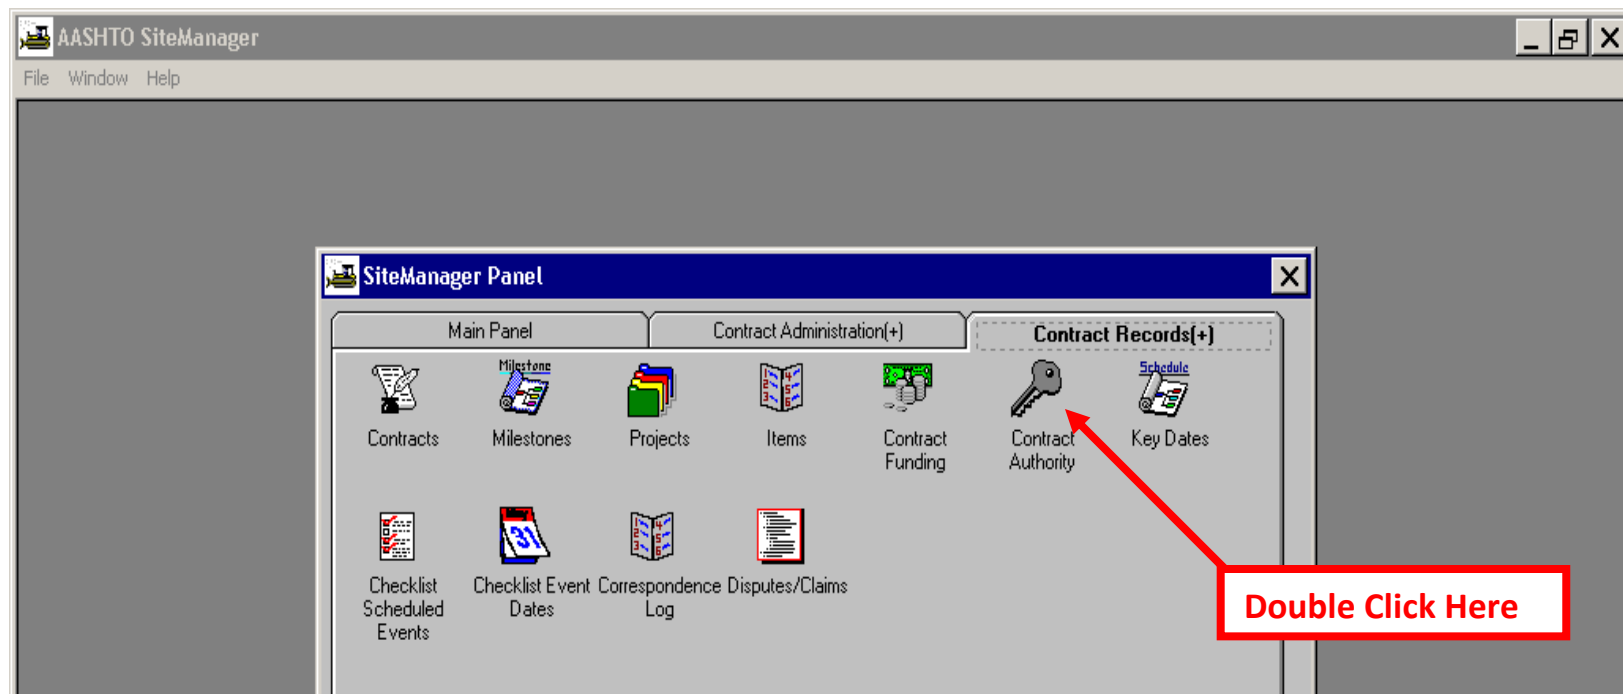 AASHTO SiteManager
File Window Help
SiteManager Panel
Main Panel Contract Administration(+) Contract Records(+)
Milestone Schedule
Contracts Milestones Projects Items Contract Funding Contract Authority Key Dates
31
Checklist Scheduled Events Checklist Event Dates Correspondence Log Disputes/Claims
Double Click Here